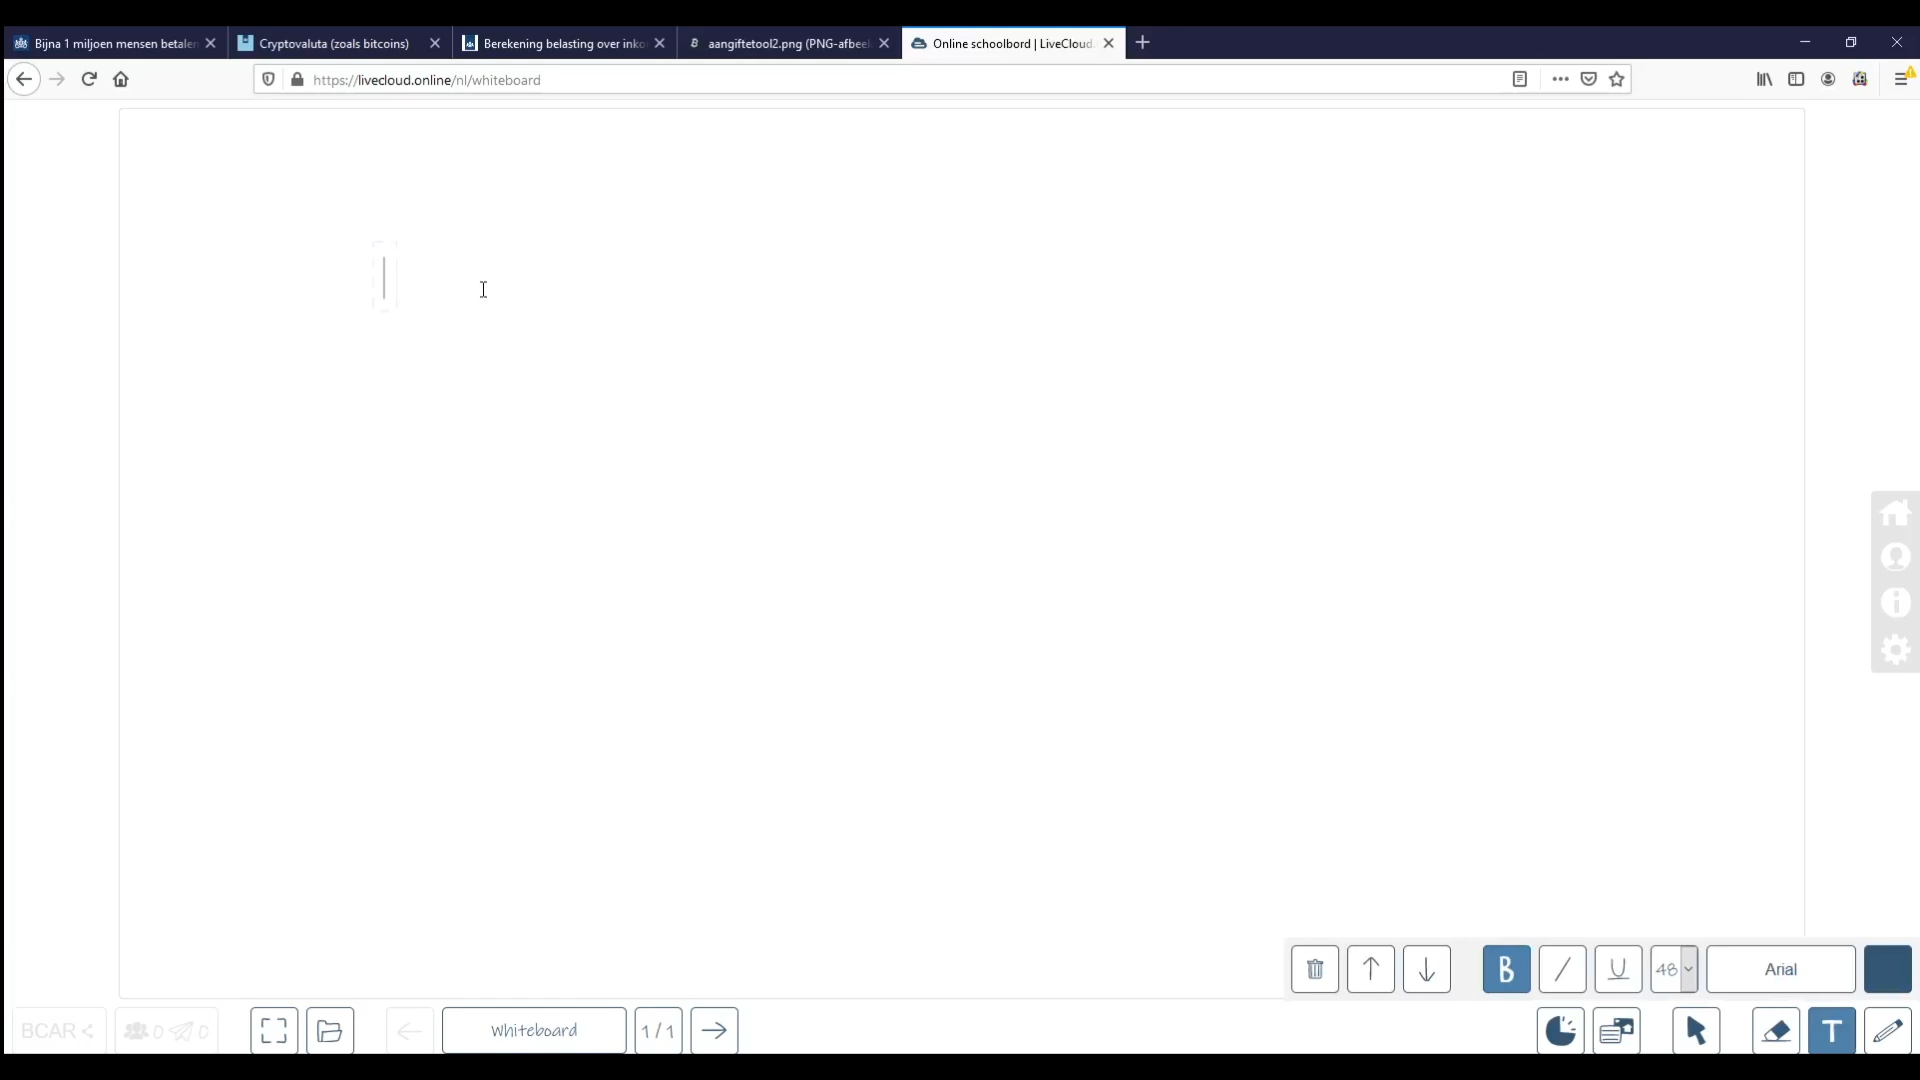 Bijna 1 miljoen mensen betalen
Cryptovaluta (zoals bitcoins)
Berekening belasting over inko
aangiftetool2.png (PNG-afbeel
Online schoolbord | LiveCloud.
https://livecloud.online/nl/whiteboard
B / U 48 Arial
BCAR 0 0 Whiteboard 1 / 1 T